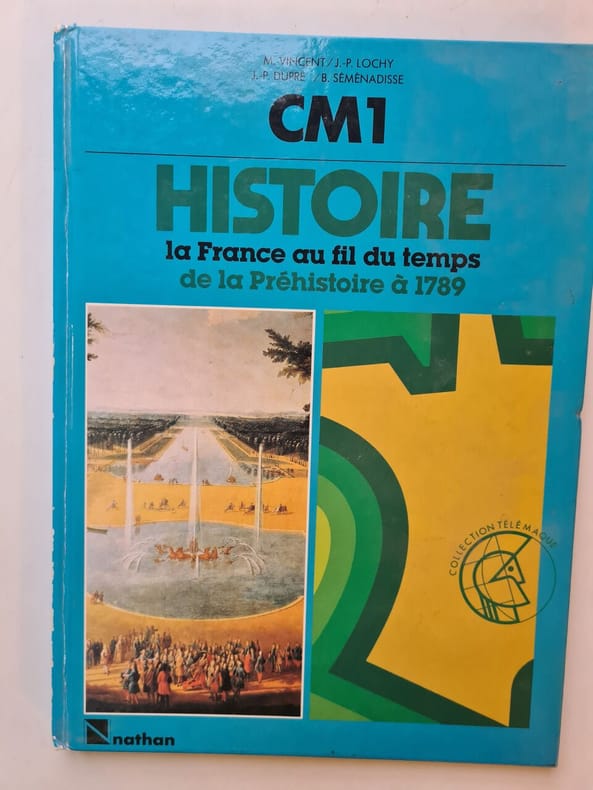 M. VINCENT/J.-P. LOCHY
J.-P. DUPRÉ /B. SÉMÉNADISSE
CM1
HISTOIRE
la France au fil du temps
de la Préhistoire à 1789
COLLECTION TÉLÉMAQUE
nathan